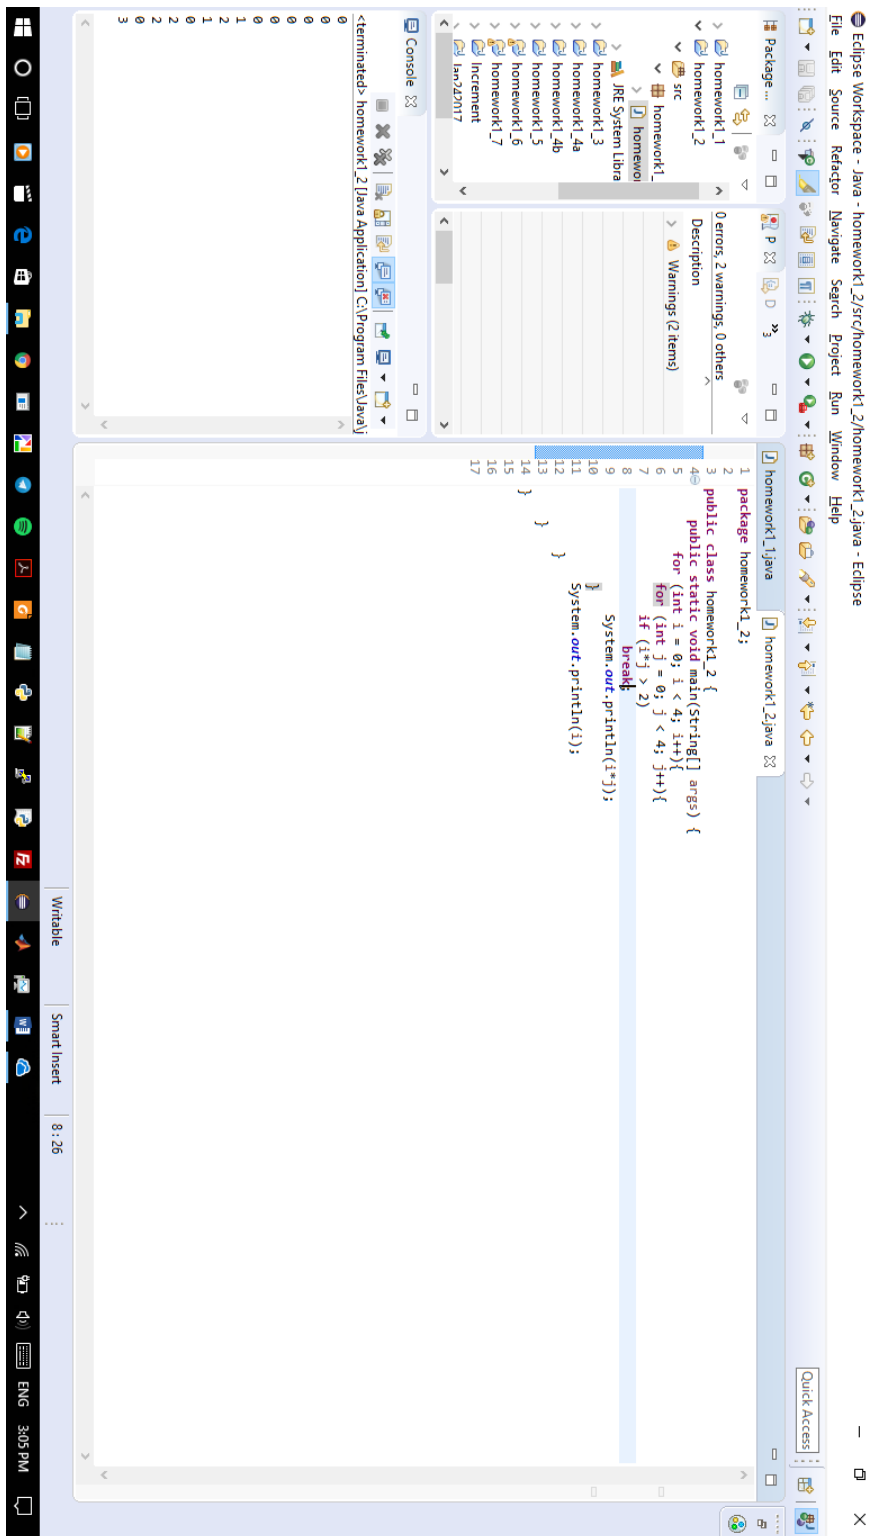 Eclipse Workspace - Java - homework1_2/src/homework1_2/homework1_2.java - Eclipse
File Edit Source Refactor Navigate Search Project Run Window Help
Quick Access
Package ...
homework1_1
homework1_2
src
homework1_
homewor
JRE System Libra
homework1_3
homework1_4a
homework1_4b
homework1_5
homework1_6
homework1_7
Increment
Jan242017
P
D
3
0 errors, 2 warnings, 0 others
Description
Warnings (2 items)
Console
<terminated> homework1_2 [Java Application] C:\Program Files\Java\j
0
0
0
0
0
0
1
2
1
0
2
2
0
3
homework1_1.java
homework1_2.java
1 package homework1_2;
2
3 public class homework1_2 {
4 public static void main(String[] args) {
5 for (int i = 0; i < 4; i++){
6 for (int j = 0; j < 4; j++){
7 if (i*j > 2)
8 break;
9 System.out.println(i*j);
10 }
11 System.out.println(i);
12 }
13 }
14 }
15
16
17
Writable
Smart Insert
8 : 26
ENG
3:05 PM